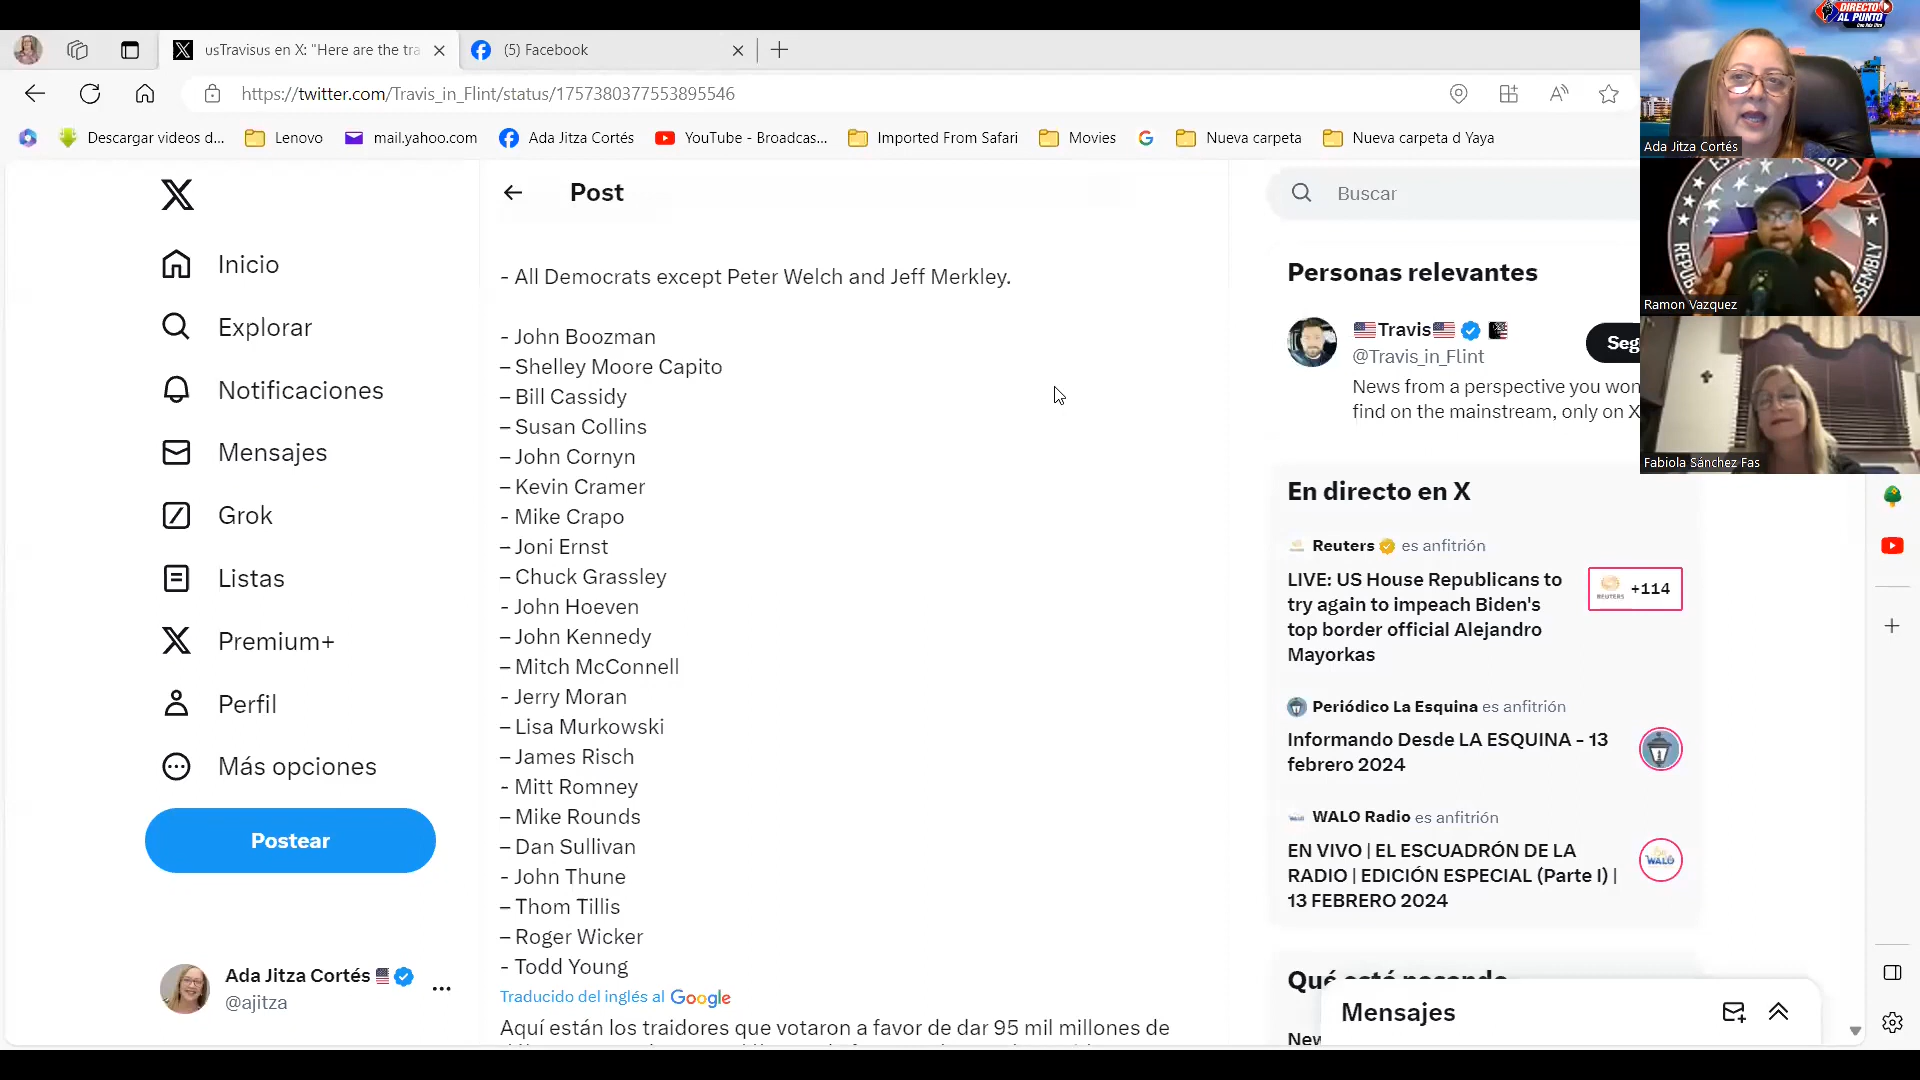 usTravisus en X: "Here are the tra
(5) Facebook
https://twitter.com/Travis_in_Flint/status/1757380377553895546
Descargar videos d...
Lenovo
mail.yahoo.com
Ada Jitza Cortés
YouTube - Broadcas...
Imported From Safari
Movies
Nueva carpeta
Nueva carpeta d Yaya
Inicio
Explorar
Notificaciones
Mensajes
Grok
Listas
Premium+
Perfil
Más opciones
Postear
Ada Jitza Cortés
@ajitza
Post
- All Democrats except Peter Welch and Jeff Merkley.
- John Boozman
– Shelley Moore Capito
– Bill Cassidy
– Susan Collins
– John Cornyn
– Kevin Cramer
- Mike Crapo
– Joni Ernst
– Chuck Grassley
- John Hoeven
– John Kennedy
– Mitch McConnell
- Jerry Moran
– Lisa Murkowski
– James Risch
- Mitt Romney
– Mike Rounds
– Dan Sullivan
- John Thune
– Thom Tillis
– Roger Wicker
- Todd Young
Traducido del inglés al Google
Aquí están los traidores que votaron a favor de dar 95 mil millones de
Buscar
Personas relevantes
Travis
@Travis_in_Flint
Seg
News from a perspective you won
find on the mainstream, only on X
En directo en X
Reuters es anfitrión
LIVE: US House Republicans to
try again to impeach Biden's
top border official Alejandro
Mayorkas
REUTERS +114
Periódico La Esquina es anfitrión
Informando Desde LA ESQUINA - 13
febrero 2024
WALO Radio es anfitrión
EN VIVO | EL ESCUADRÓN DE LA
RADIO | EDICIÓN ESPECIAL (Parte I) |
13 FEBRERO 2024
WALO
Qué está pasando
New
Mensajes
DIRECTO
AL PUNTO
Ada Jitza Cortés
Ramon Vazquez
Fabiola Sánchez Fas